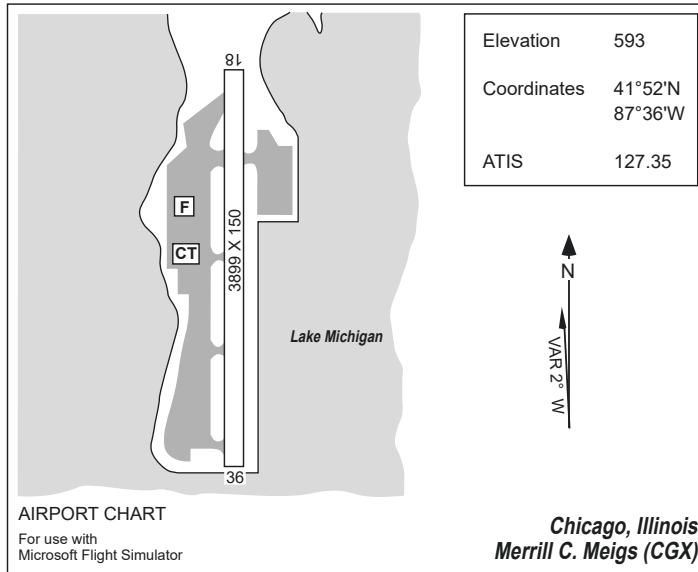 Elevation 593
Coordinates 41°52'N
87°36'W
ATIS 127.35
18
F
CT
3899 X 150
36
Lake Michigan
N
VAR 2° W
AIRPORT CHART
For use with
Microsoft Flight Simulator
Chicago, Illinois
Merrill C. Meigs (CGX)